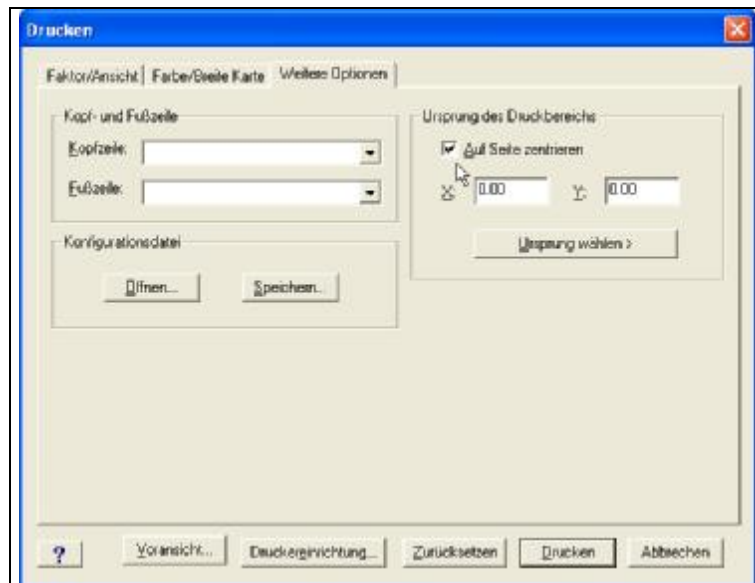 Drucken
Faktor/Ansicht Farbe/Breite Karte Weitere Optionen
Kopf- und Fußzeile
Kopfzeile:
Fußzeile:
Konfigurationsdatei
Öffnen... Speichern...
Ursprung des Druckbereichs
Auf Seite zentrieren
X: 0.00 Y: 0.00
Ursprung wählen >
? Voransicht... Druckereinrichtung... Zurücksetzen Drucken Abbrechen